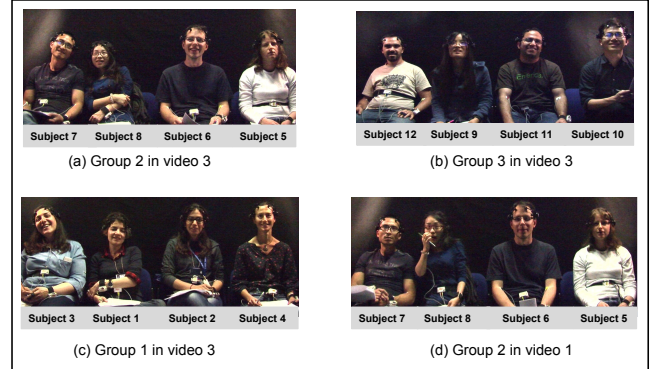 Subject 7 Subject 8 Subject 6 Subject 5
(a) Group 2 in video 3
Subject 12 Subject 9 Subject 11 Subject 10
(b) Group 3 in video 3
Subject 3 Subject 1 Subject 2 Subject 4
(c) Group 1 in video 3
Subject 7 Subject 8 Subject 6 Subject 5
(d) Group 2 in video 1